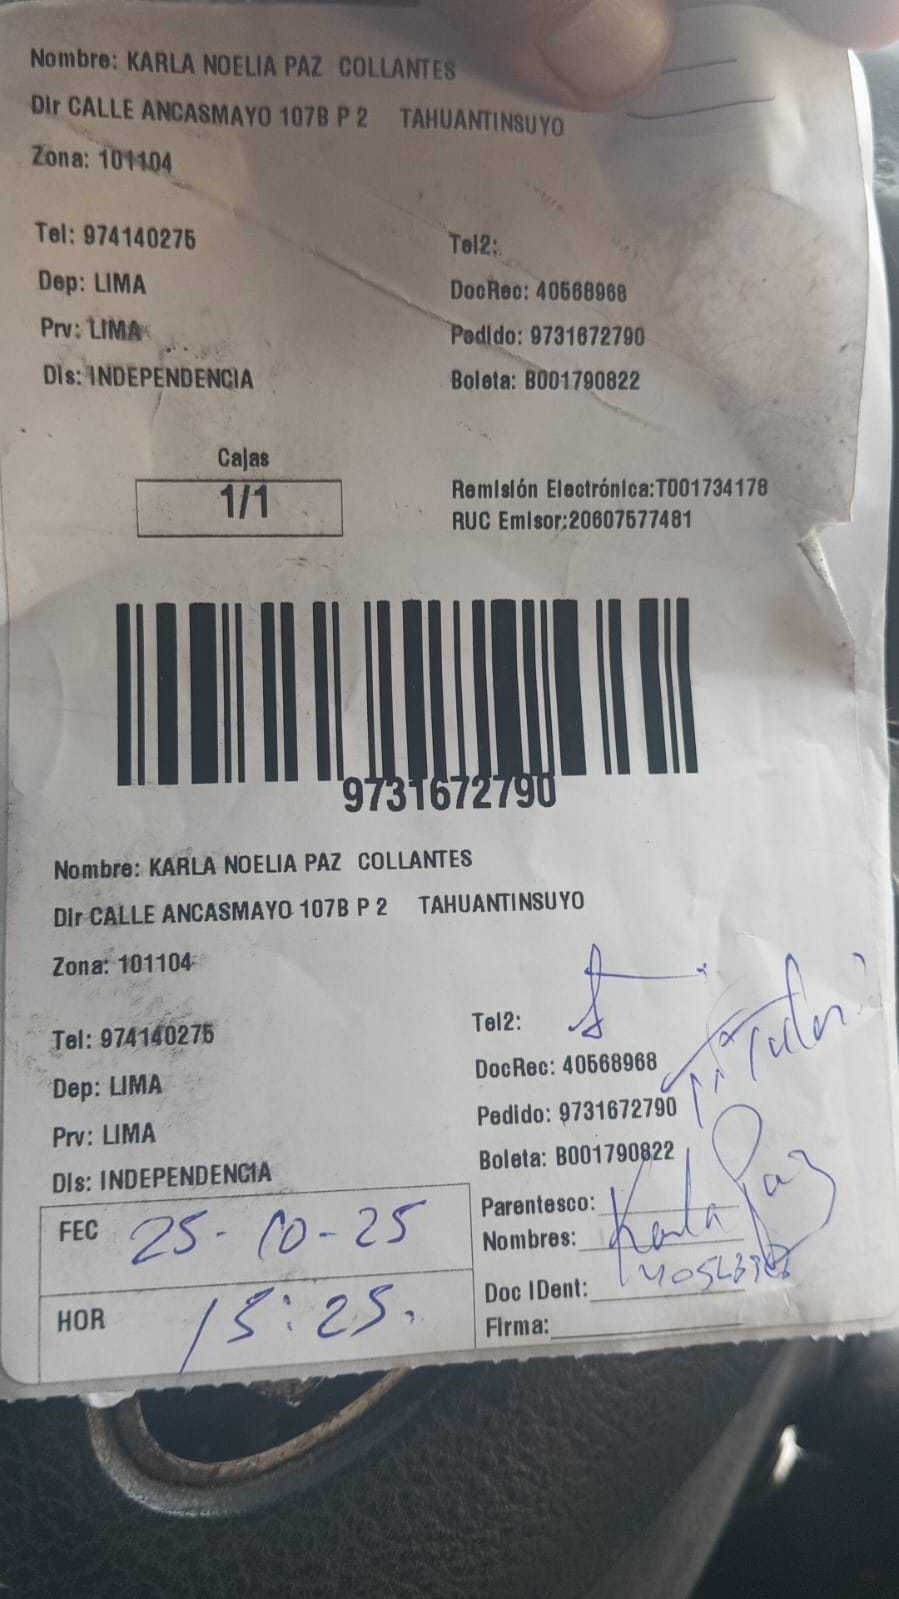 Nombre: KARLA NOELIA PAZ COLLANTES
Dir CALLE ANCASMAYO 107B P 2 TAHUANTINSUYO
Zona: 101104
Tel: 974140275 Tel2:
Dep: LIMA DocRec: 40568968
Prv: LIMA Pedido: 9731672790
Dis: INDEPENDENCIA Boleta: B001790822
Cajas
1/1
Remisión Electrónica:T001734178
RUC Emisor:20607577481
9731672790
Nombre: KARLA NOELIA PAZ COLLANTES
Dir CALLE ANCASMAYO 107B P 2 TAHUANTINSUYO
Zona: 101104
Tel: 974140275 Tel2:
Dep: LIMA DocRec: 40568968
Prv: LIMA Pedido: 9731672790
Dis: INDEPENDENCIA Boleta: B001790822
FEC 25-10-25
HOR 15:25.
Parentesco:
Nombres: Karla Paz
Doc IDent:
Firma: